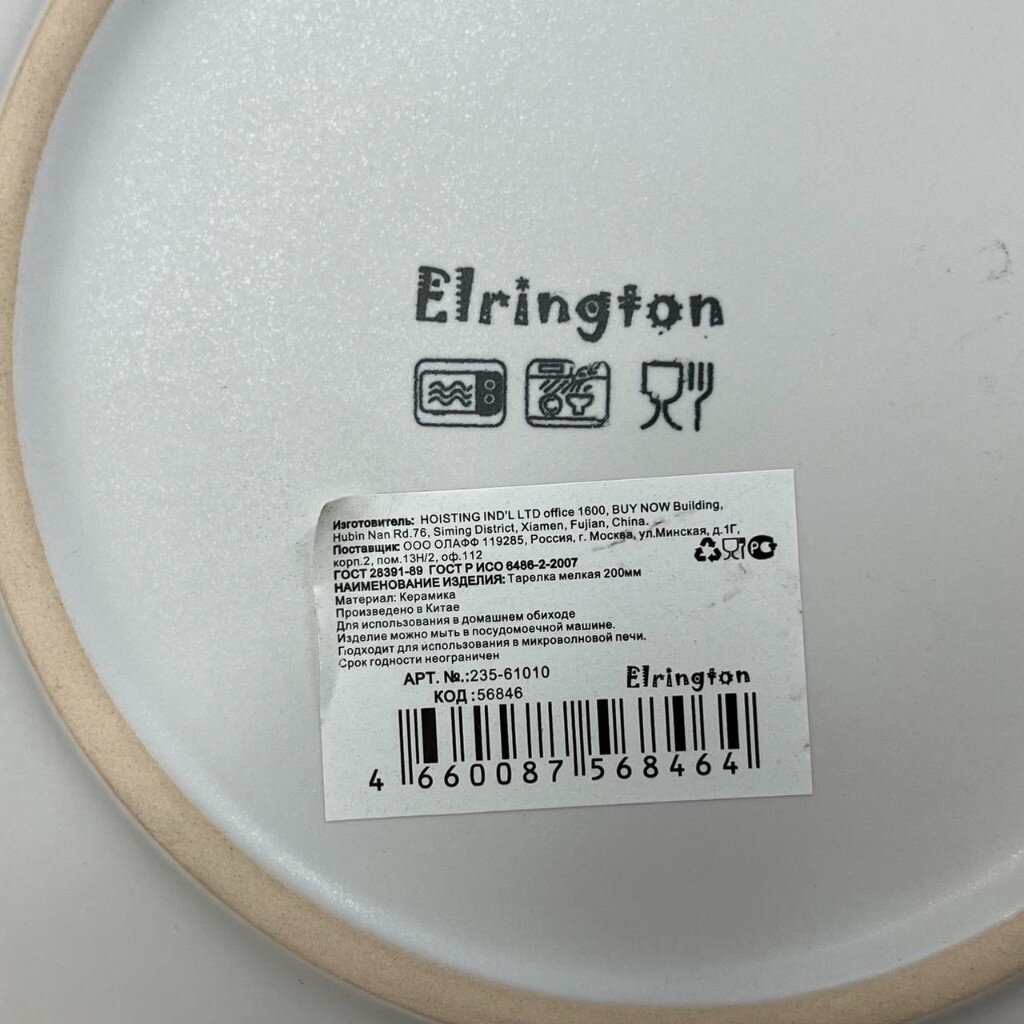 Elrington
Изготовитель: HOISTING IND'L LTD office 1600, BUY NOW Building,
Hubin Nan Rd.76, Siming District, Xiamen, Fujian, China.
Поставщик: ООО ОЛАФФ 119285, Россия, г. Москва, ул.Минская, д.1Г,
корп.2, пом.13Н/2, оф.112
ГОСТ 28391-89 ГОСТ Р ИСО 6486-2-2007
НАИМЕНОВАНИЕ ИЗДЕЛИЯ: Тарелка мелкая 200мм
Материал: Керамика
Произведено в Китае
Для использования в домашнем обиходе
Изделие можно мыть в посудомоечной машине.
Подходит для использования в микроволновой печи.
Срок годности неограничен
АРТ. №.:235-61010
Elrington
КОД :56846
4 660087 568464